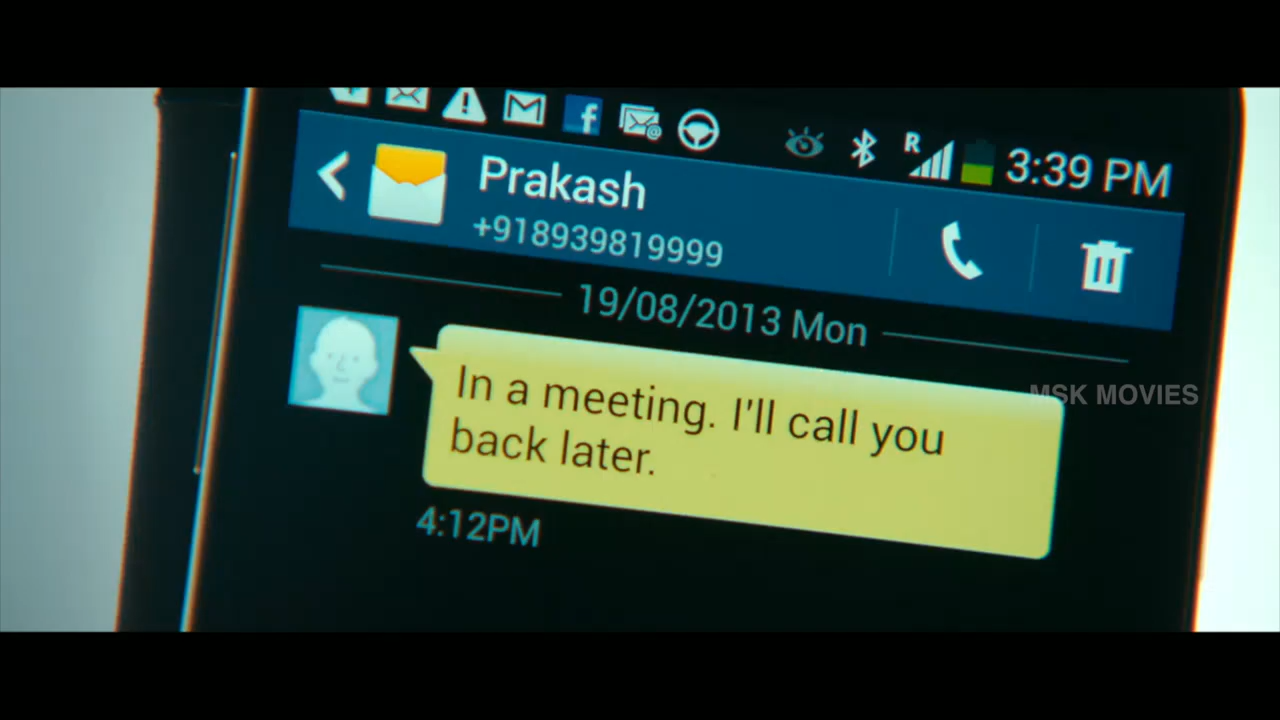 3:39 PM
Prakash
+918939819999
19/08/2013 Mon
In a meeting. I'll call you
back later.
4:12PM
MSK MOVIES
R
f